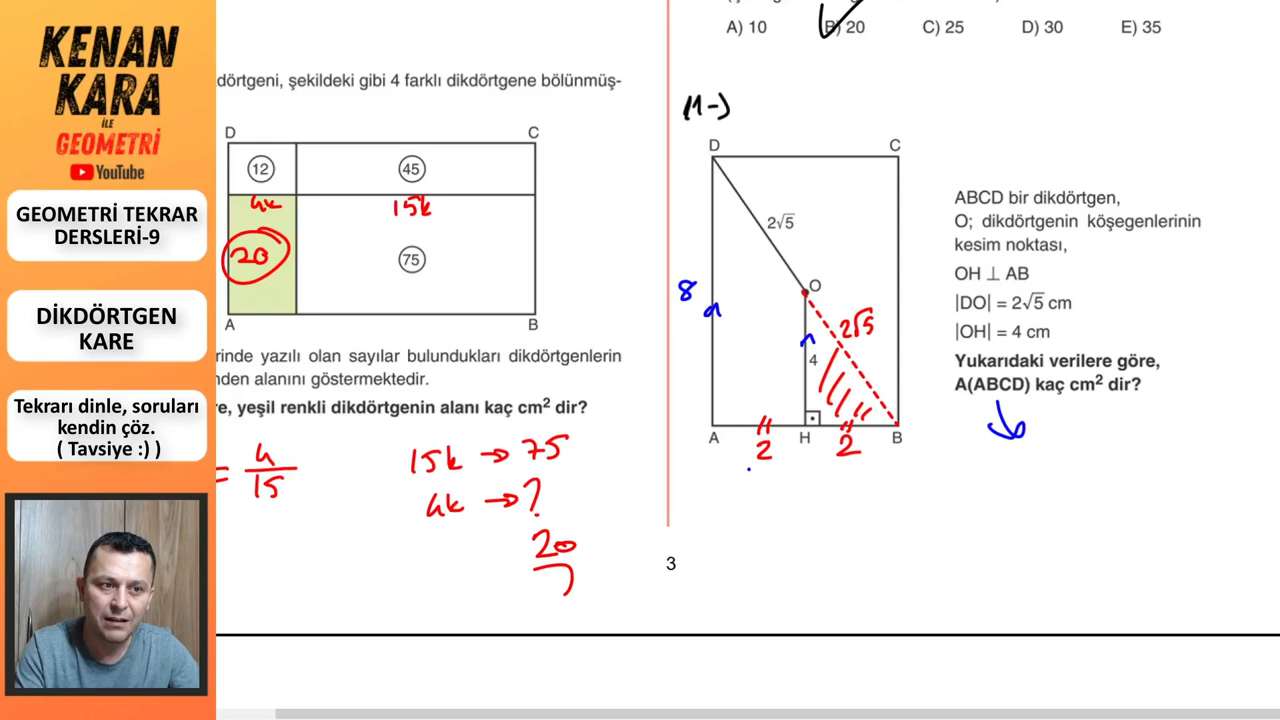 KENAN
KARA
İLE
GEOMETRİ
YouTube
GEOMETRİ TEKRAR
DERSLERİ-9
DİKDÖRTGEN
KARE
Tekrarı dinle, soruları
kendin çöz.
( Tavsiye :) )
dörtgeni, şekildeki gibi 4 farklı dikdörtgene bölünmüş-
D C
12 45
4k 15k
20 75
A B
yazılı olan sayılar bulundukları dikdörtgenlerin
alanını göstermektedir.
yeşil renkli dikdörtgenin alanı kaç cm² dir?
= 4/15
15k → 75
4k → ?
20
A) 10 B) 20 C) 25 D) 30 E) 35
D C
2√5
O
8
2√5
4
A H B
2 2
ABCD bir dikdörtgen,
O; dikdörtgenin köşegenlerinin
kesim noktası,
OH ⊥ AB
|DO| = 2√5 cm
|OH| = 4 cm
Yukarıdaki verilere göre,
A(ABCD) kaç cm² dir?
3